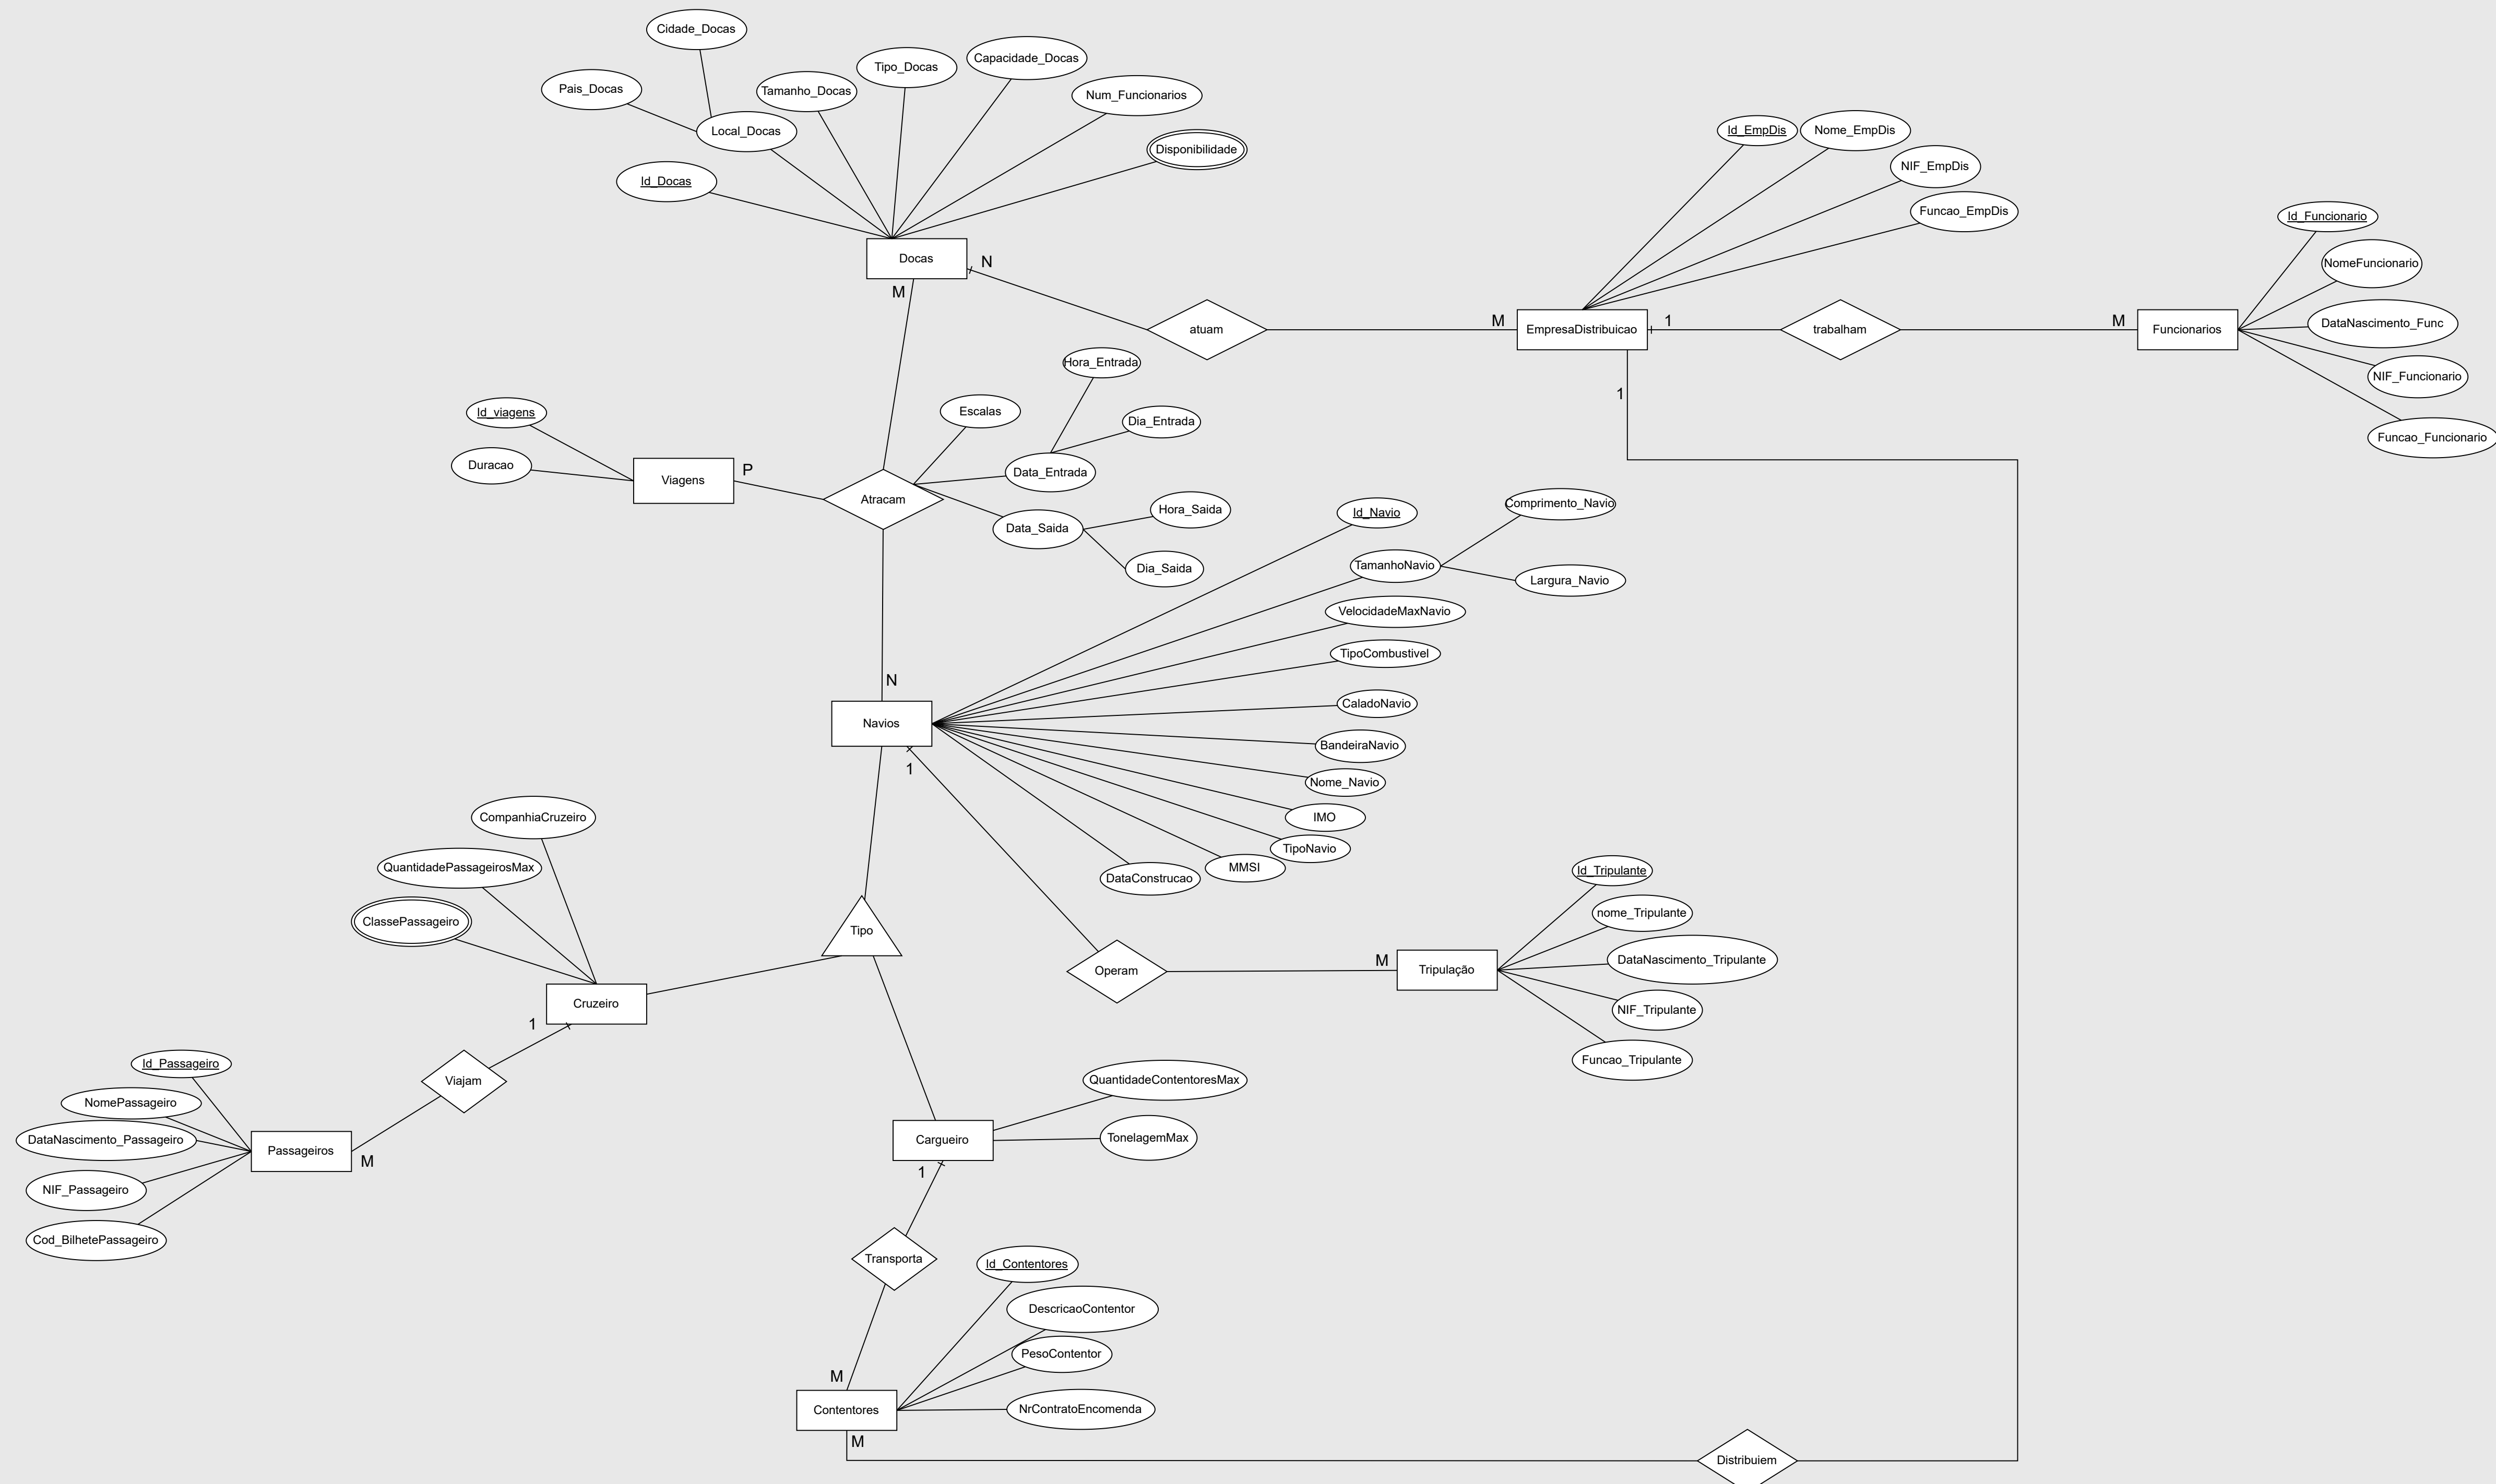 Cidade_Docas
Capacidade_Docas
Tipo_Docas
Pais_Docas
Tamanho_Docas
Num_Funcionarios
Local_Docas
Id_EmpDis
Nome_EmpDis
Disponibilidade
NIF_EmpDis
Id_Docas
Funcao_EmpDis
Id_Funcionario
Docas
N
NomeFuncionario
M
atuam
M
EmpresaDistribuicao
1
trabalham
M
Funcionarios
DataNascimento_Func
Hora_Entrada
NIF_Funcionario
1
Id_viagens
Escalas
Dia_Entrada
Funcao_Funcionario
Duracao
Viagens
P
Data_Entrada
Atracam
Hora_Saida
Id_Navio
Comprimento_Navio
Data_Saida
Dia_Saida
TamanhoNavio
Largura_Navio
VelocidadeMaxNavio
TipoCombustivel
N
CaladoNavio
Navios
BandeiraNavio
1
Nome_Navio
CompanhiaCruzeiro
IMO
TipoNavio
QuantidadePassageirosMax
MMSI
DataConstrucao
Id_Tripulante
ClassePassageiro
nome_Tripulante
Tipo
M
Operam
Tripulação
DataNascimento_Tripulante
Cruzeiro
NIF_Tripulante
1
Id_Passageiro
Funcao_Tripulante
Viajam
QuantidadeContentoresMax
NomePassageiro
DataNascimento_Passageiro
Passageiros
M
Cargueiro
TonelagemMax
1
NIF_Passageiro
Cod_BilhetePassageiro
Transporta
Id_Contentores
DescricaoContentor
PesoContentor
M
Contentores
NrContratoEncomenda
M
Distribuiem